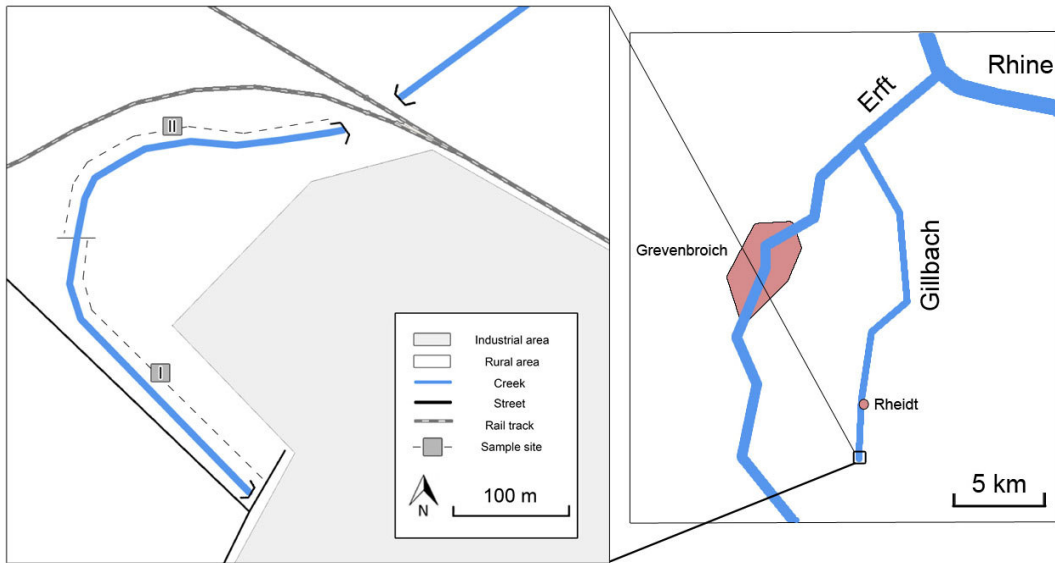 II
I
Industrial area
Rural area
Creek
Street
Rail track
Sample site
N
100 m
Rhine
Erft
Grevenbroich
Gillbach
Rheidt
5 km